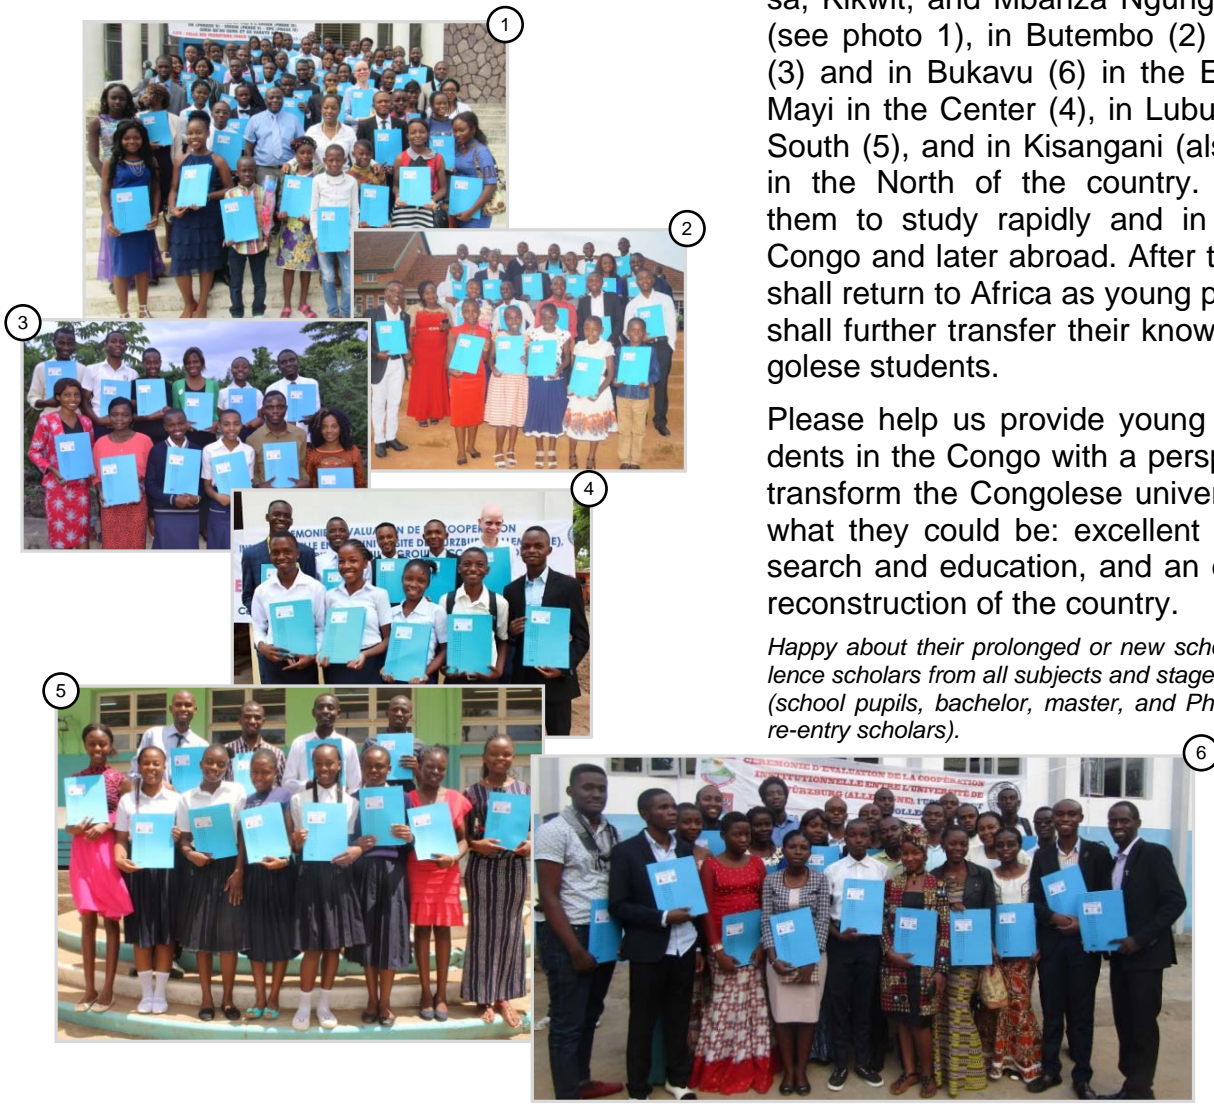 sa, Kikwit, and Mbanza Ngung
(see photo 1), in Butembo (2)
(3) and in Bukavu (6) in the E
Mayi in the Center (4), in Lubu
South (5), and in Kisangani (als
in the North of the country.
them to study rapidly and in
Congo and later abroad. After t
shall return to Africa as young p
shall further transfer their know
golese students.
Please help us provide young
dents in the Congo with a persp
transform the Congolese univer
what they could be: excellent
search and education, and an
reconstruction of the country.
Happy about their prolonged or new scho
lence scholars from all subjects and stage
(school pupils, bachelor, master, and Ph
re-entry scholars).
1
2
3
4
EVALUATION DE COOPERATION
5
6
CEREMONIE D'EVALUATION DE LA COOPÉRATION
INSTITUTIONNELLE ENTRE L'UNIVERSITÉ DE